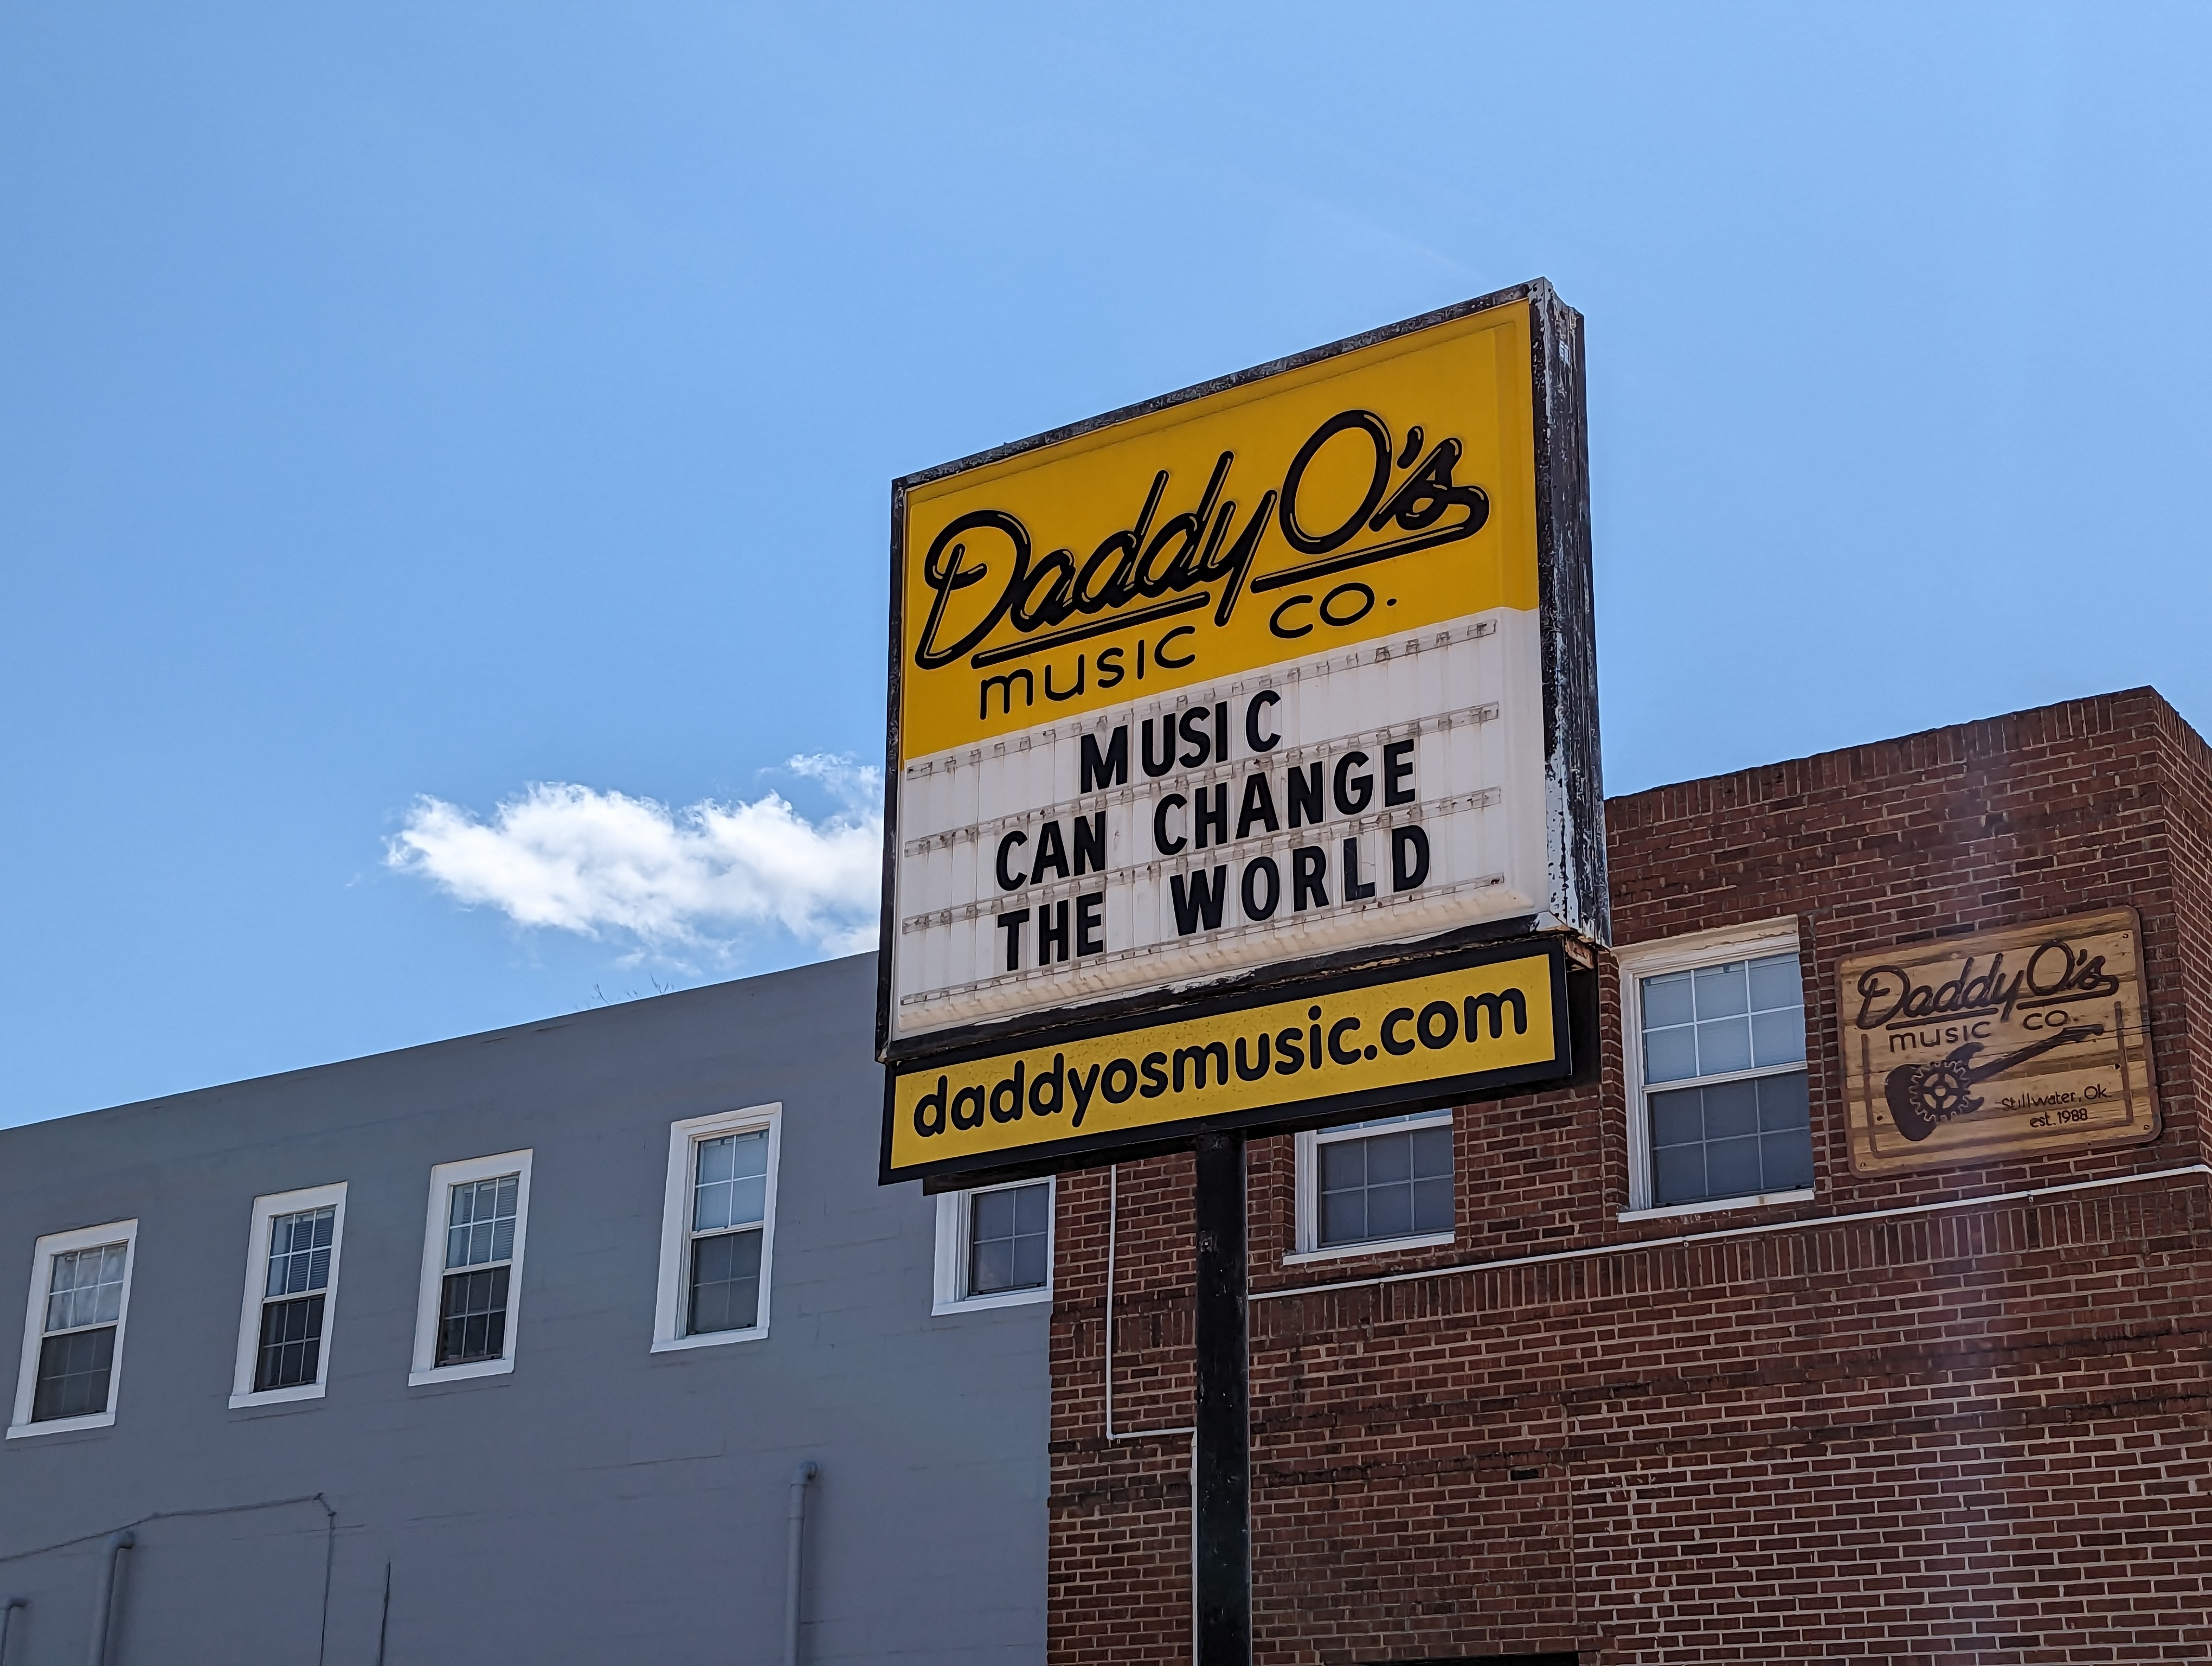 Daddy O's
music co.
MUSIC
CAN CHANGE
THE WORLD
daddyosmusic.com
Daddy O's
music co.
Stillwater, Ok.
est. 1988